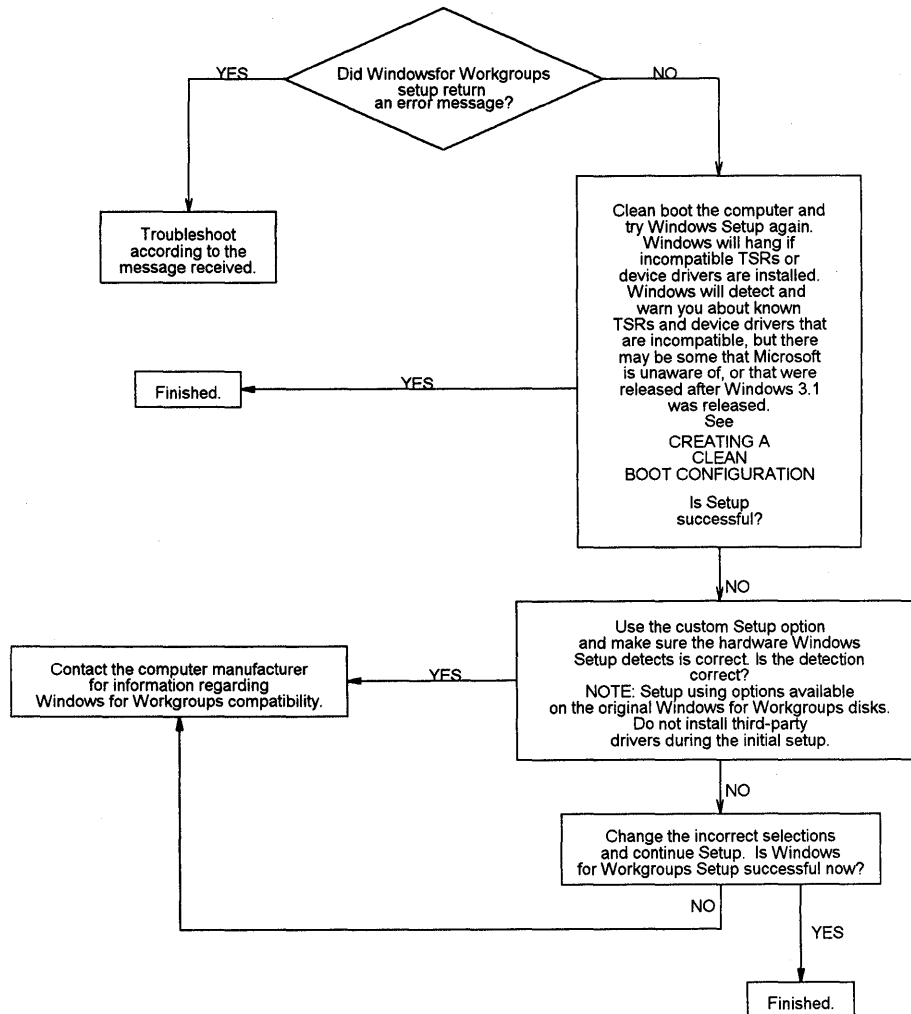 Did Windowsfor Workgroups
setup return
an error message?
YES
NO
Troubleshoot
according to the
message received.
Clean boot the computer and
try Windows Setup again.
Windows will hang if
incompatible TSRs or
device drivers are installed.
Windows will detect and
warn you about known
TSRs and device drivers that
are incompatible, but there
may be some that Microsoft
is unaware of, or that were
released after Windows 3.1
was released.
See
CREATING A
CLEAN
BOOT CONFIGURATION
Is Setup
successful?
YES
Finished.
NO
Use the custom Setup option
and make sure the hardware Windows
Setup detects is correct. Is the detection
correct?
NOTE: Setup using options available
on the original Windows for Workgroups disks.
Do not install third-party
drivers during the initial setup.
YES
Contact the computer manufacturer
for information regarding
Windows for Workgroups compatibility.
NO
Change the incorrect selections
and continue Setup. Is Windows
for Workgroups Setup successful now?
NO
YES
Finished.